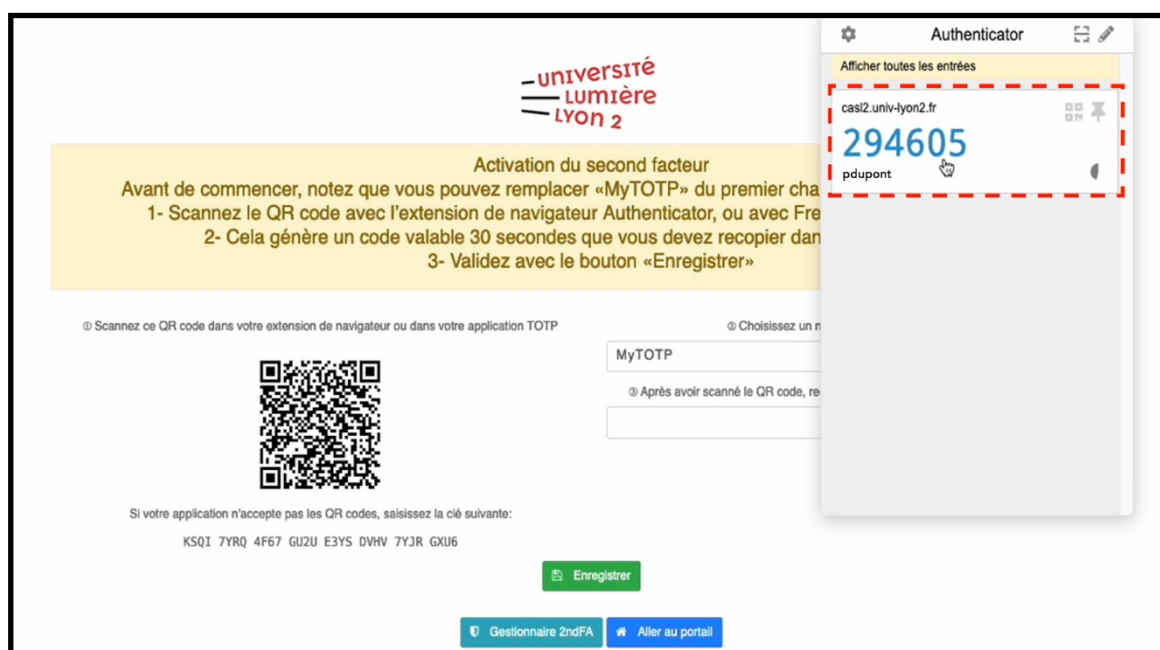 Authenticator
Afficher toutes les entrées
casl2.univ-lyon2.fr
294605
pdupont
université
Lumière
Lyon 2
Activation du second facteur
Avant de commencer, notez que vous pouvez remplacer «MyTOTP» du premier cha
1- Scannez le QR code avec l'extension de navigateur Authenticator, ou avec Fre
2- Cela génère un code valable 30 secondes que vous devez recopier dan
3- Validez avec le bouton «Enregistrer»
① Scannez ce QR code dans votre extension de navigateur ou dans votre application TOTP
Si votre application n'accepte pas les QR codes, saisissez la clé suivante:
KSQI 7YRQ 4F67 GU2U E3YS DVHV 7YJR GXU6
② Choisissez un n
MyTOTP
③ Après avoir scanné le QR code, re
Enregistrer
Gestionnaire 2ndFA
Aller au portail